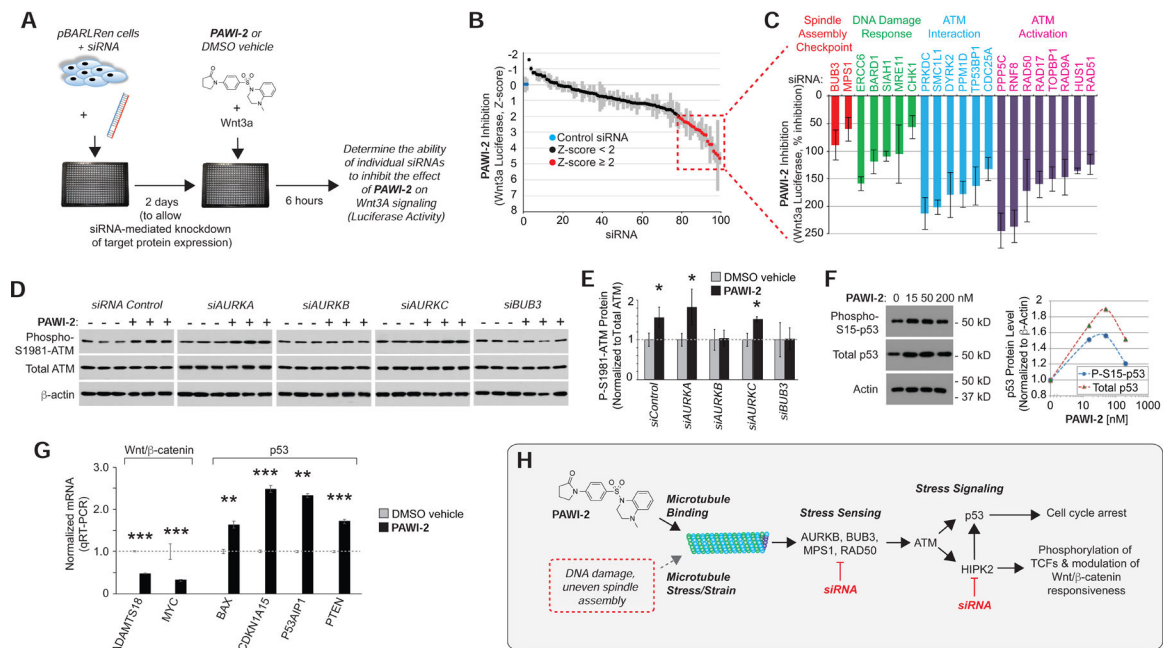 A
pBARLRen cells
+ siRNA
+
PAWI-2 or
DMSO vehicle
+
Wnt3a
2 days
(to allow
siRNA-mediated knockdown
of target protein expression)
6 hours
Determine the ability
of individual siRNAs
to inhibit the effect
of PAWI-2 on
Wnt3A signaling
(Luciferase Activity)
B
PAWI-2 Inhibition
(Wnt3a Luciferase, Z-score)
-2
-1
0
1
2
3
4
5
6
7
8
Control siRNA
Z-score < 2
Z-score ≥ 2
0 20 40 60 80 100
siRNA
C
Spindle
Assembly
Checkpoint
DNA Damage
Response
ATM
Interaction
ATM
Activation
siRNA:
BUB3
MPS1
ERCC6
BARD1
SIAH1
MRE11
CHK1
PRKDC
SMC1L1
DYRK2
PPM1D
TP53BP1
CDC25A
PPP5C
RNF8
RAD50
RAD17
TOPBP1
RAD9A
HUS1
RAD51
PAWI-2 Inhibition
(Wnt3a Luciferase, % inhibition)
0
50
100
150
200
250
D
siRNA Control siAURKA siAURKB siAURKC siBUB3
PAWI-2: - - - + + + - - - + + + - - - + + + - - - + + + - - - + + +
Phospho-
S1981-ATM
Total ATM
β-actin
E
DMSO vehicle
PAWI-2
P-S1981-ATM Protein
(Normalized to Total ATM)
2
1
0
* * *
siControl
siAURKA
siAURKB
siAURKC
siBUB3
F
PAWI-2: 0 15 50 200 nM
Phospho-
S15-p53
- 50 kD
Total p53
- 50 kD
Actin
- 50 kD
- 37 kD
p53 Protein Level
(Normalized to β-Actin)
2.0
1.8
1.6
1.4
1.2
1.0
0.8
P-S15-p53
Total p53
0 10 100 1000
PAWI-2 [nM]
G
Wnt/β-catenin p53
Normalized mRNA
(qRT-PCR)
3.0
2.0
1.0
0.0
*** *** ** *** ** ***
DMSO vehicle
PAWI-2
ADAMTS18
MYC
BAX
CDKN1A15
P53AIP1
PTEN
H
PAWI-2
Microtubule
Binding
DNA damage,
uneven spindle
assembly
Microtubule
Stress/Strain
Stress Sensing
AURKB, BUB3,
MPS1, RAD50
siRNA
Stress Signaling
ATM
p53
HIPK2
siRNA
Cell cycle arrest
Phosphorylation of
TCFs & modulation of
Wnt/β-catenin
responsiveness